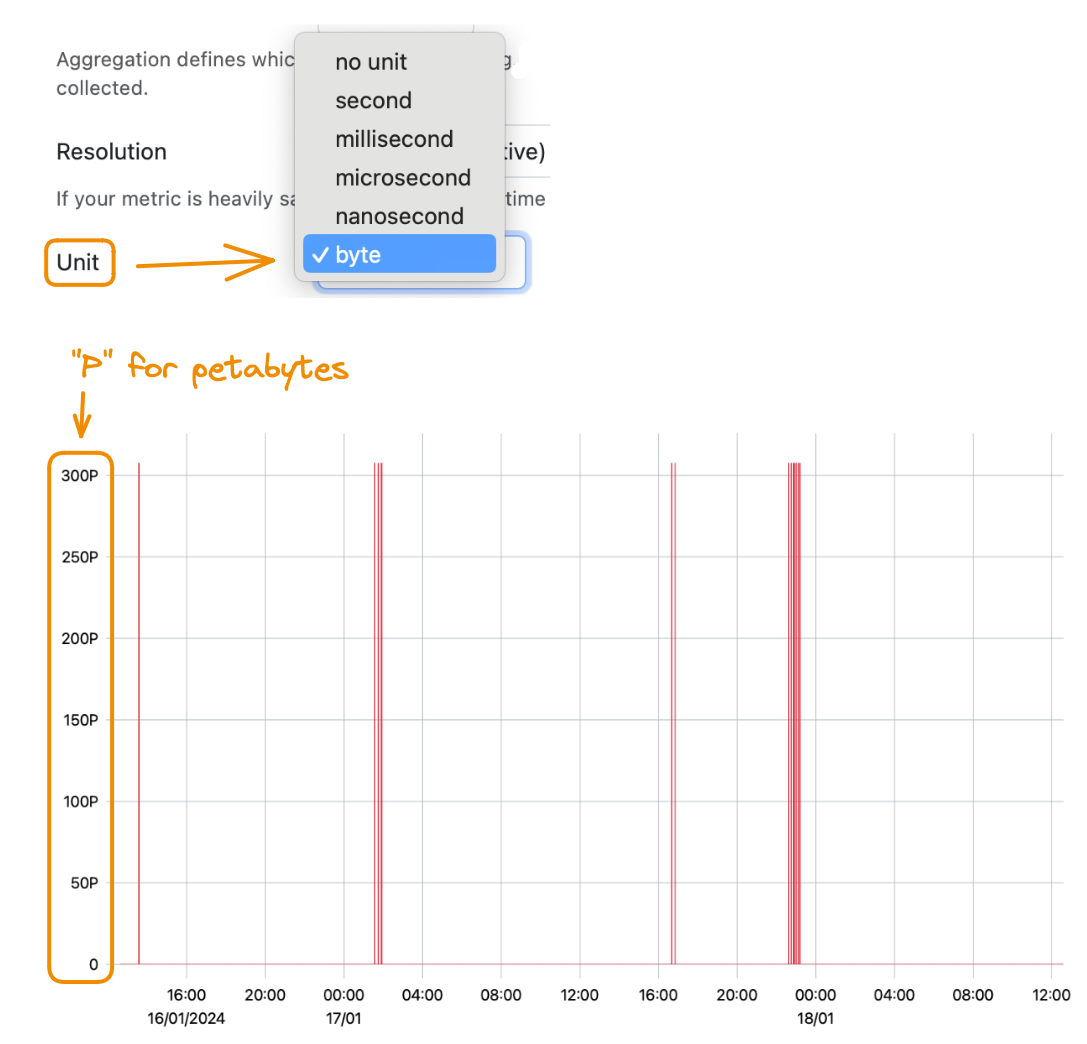 no unit
Aggregation defines whic
g
collected.
second
millisecond
Resolution
tive)
microsecond
If your metric is heavily sa
time
nanosecond
Unit
✓ byte
"P" for petabytes
300P
250P
200P
150P
100P
50P
0
16:00 20:00 00:00 04:00 08:00 12:00 16:00 20:00 00:00 04:00 08:00 12:00
16/01/2024 17/01 18/01